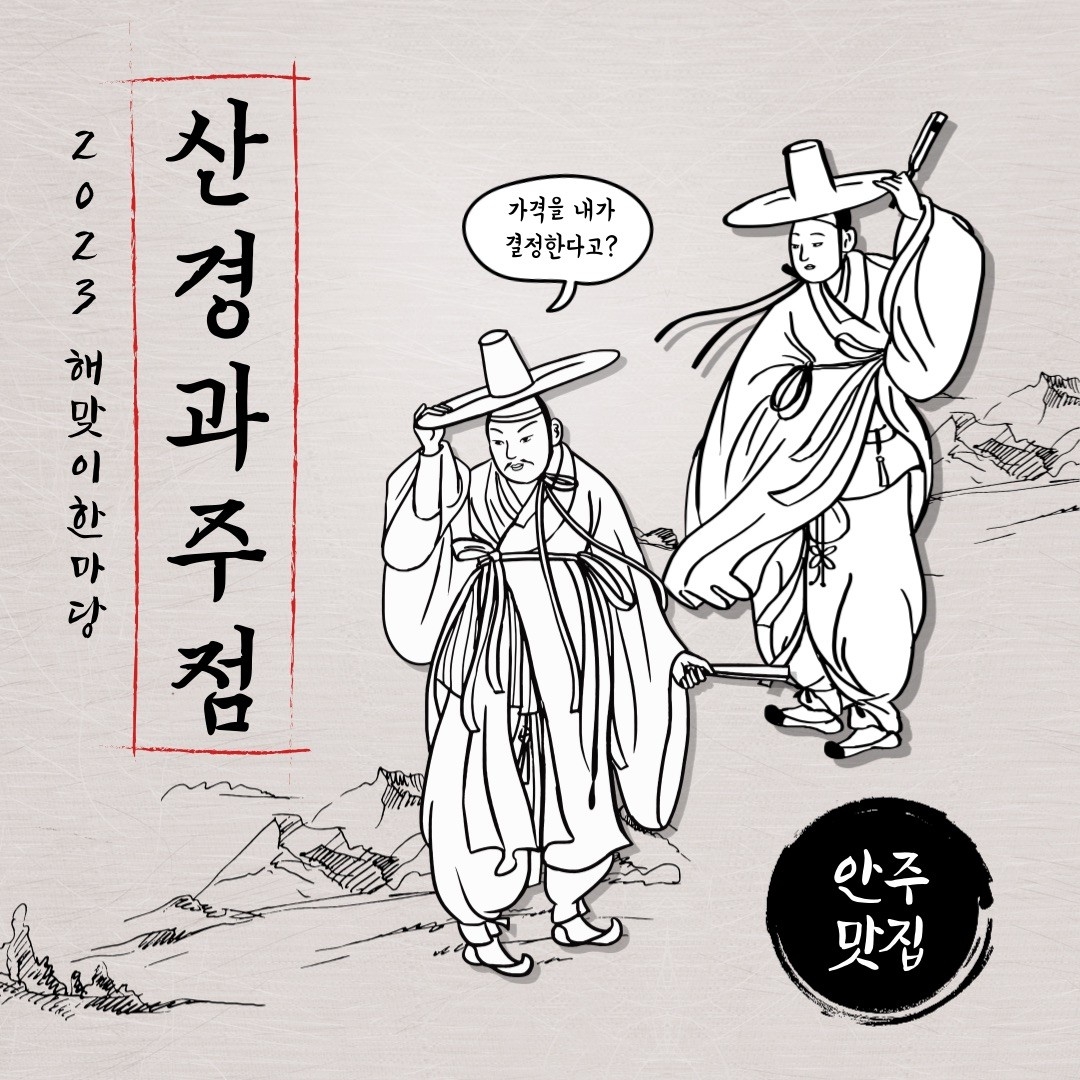 2023 해맞이한마당
산경과주점
가격을 내가
결정한다고?
안주
맛집